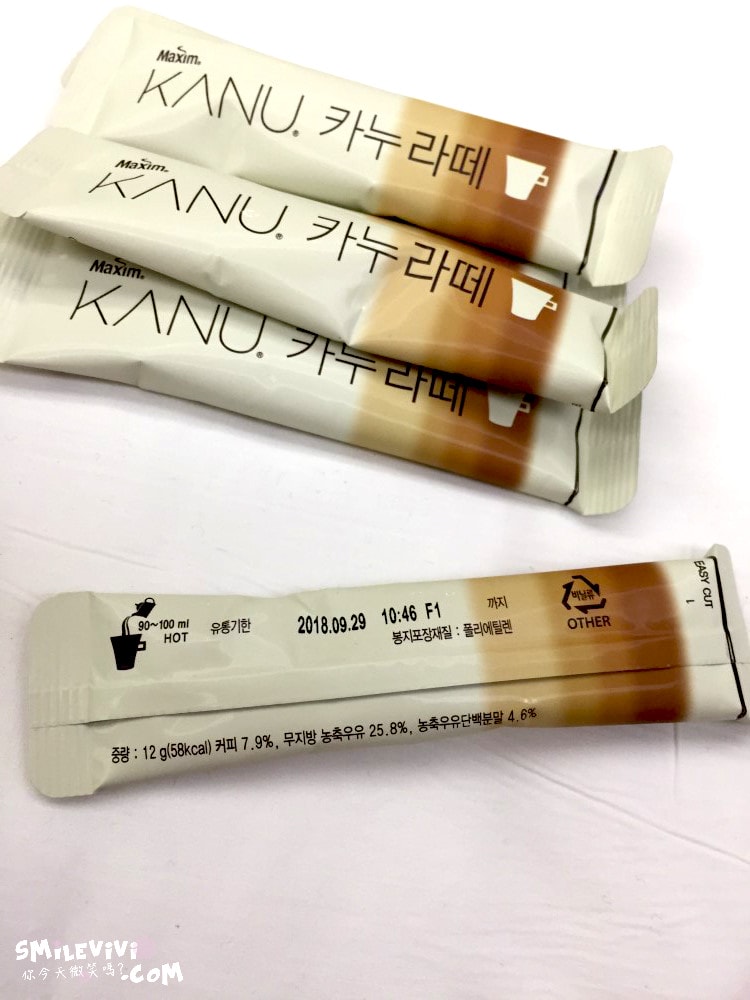 Maxim®
KANU® 카누 라떼
Maxim®
KANU® 카누 라떼
Maxim®
KANU® 카누 라떼
90~100 ml
HOT
유통기한
2018.09.29 10:46 F1
까지
봉지포장재질 : 폴리에틸렌
비닐류
OTHER
EASY CUT
중량 : 12 g(58kcal) 커피 7.9%, 무지방 농축우유 25.8%, 농축우유단백분말 4.6%
SMiLEViVi
你今天微笑嗎?.COM